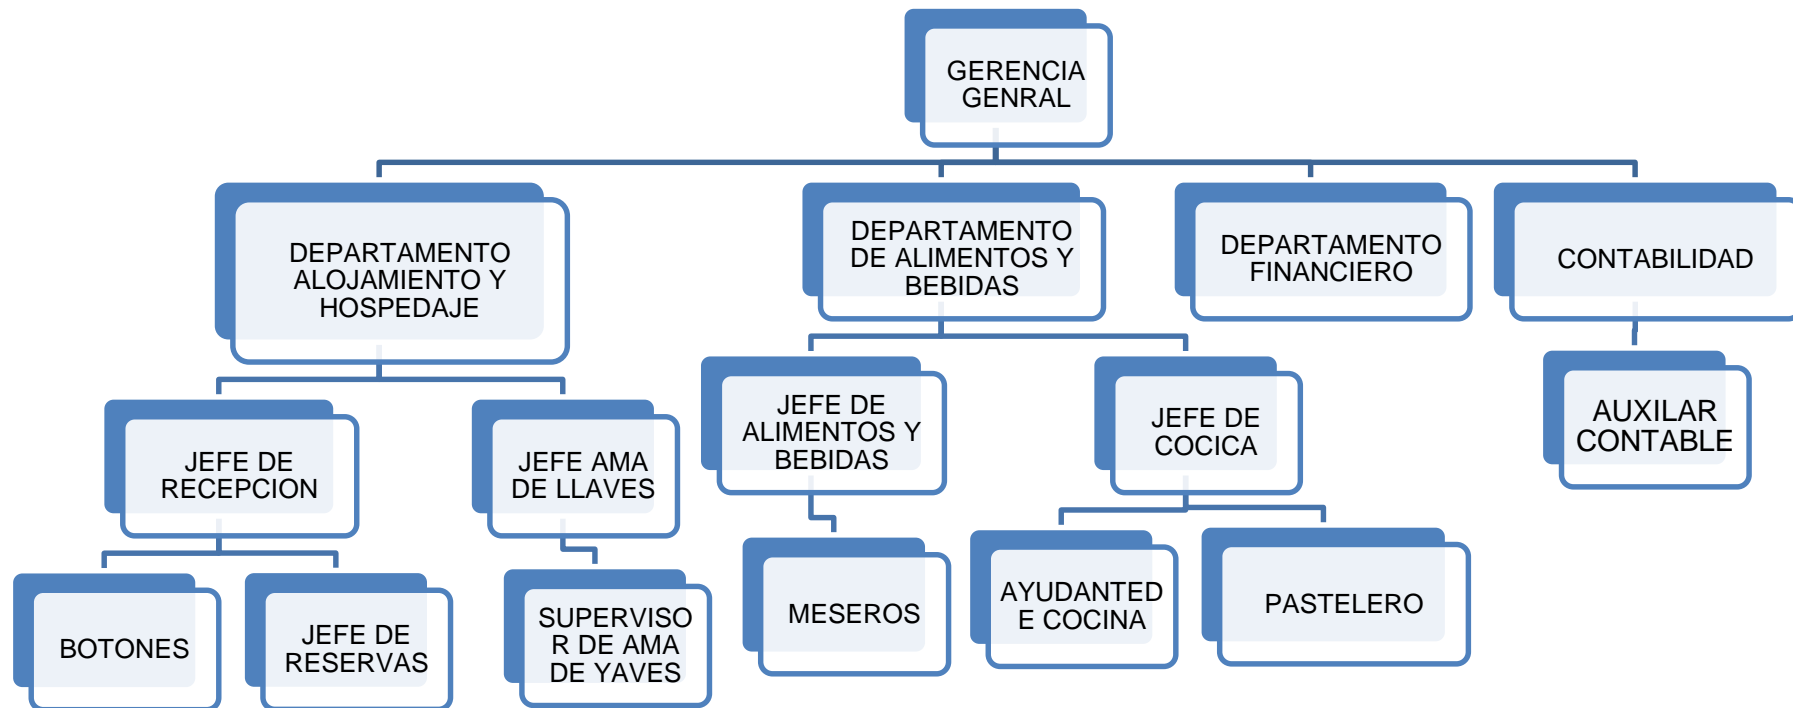 GERENCIA
GENRAL
DEPARTAMENTO
ALOJAMIENTO Y
HOSPEDAJE
DEPARTAMENTO
DE ALIMENTOS Y
BEBIDAS
DEPARTAMENTO
FINANCIERO
CONTABILIDAD
JEFE DE
RECEPCION
JEFE AMA
DE LLAVES
JEFE DE
ALIMENTOS Y
BEBIDAS
JEFE DE
COCICA
AUXILAR
CONTABLE
BOTONES
JEFE DE
RESERVAS
SUPERVISO
R DE AMA
DE YAVES
MESEROS
AYUDANTED
E COCINA
PASTELERO